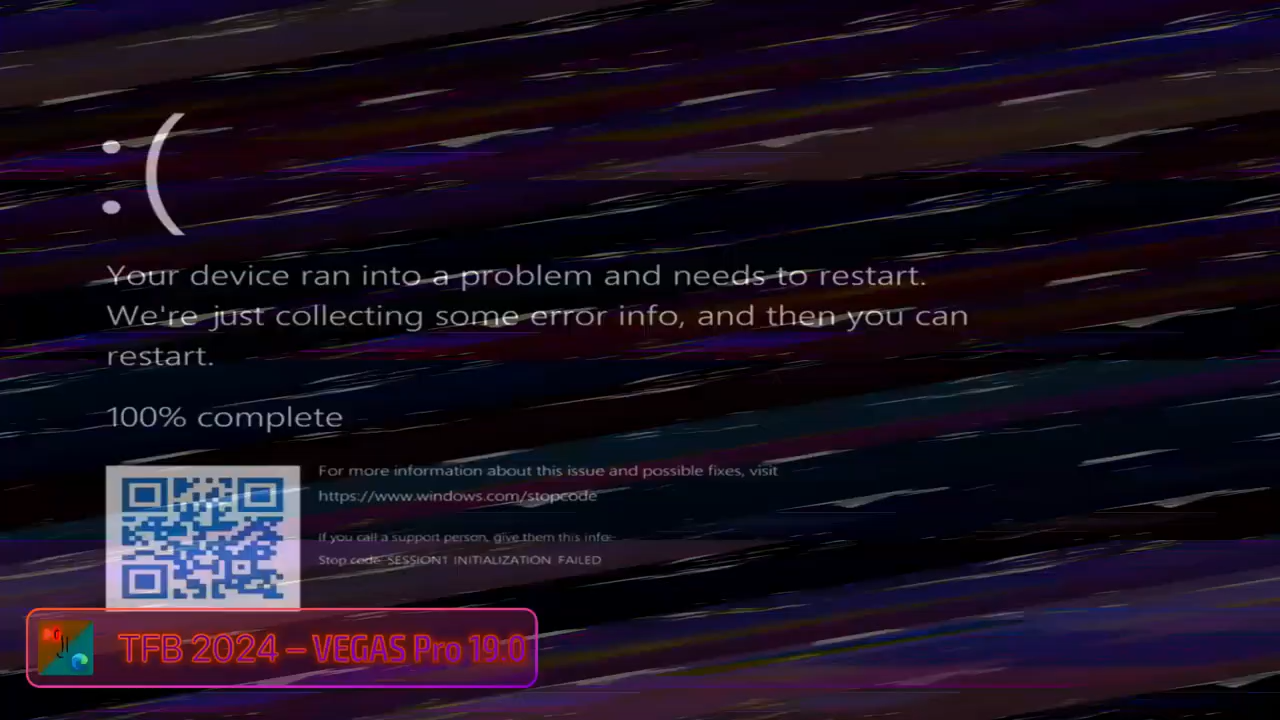 :(
Your device ran into a problem and needs to restart.
We're just collecting some error info, and then you can
restart.
100% complete
For more information about this issue and possible fixes, visit
https://www.windows.com/stopcode
If you call a support person, give them this info:
Stop code: SESSION1 INITIALIZATION FAILED
TFB 2024 – VEGAS Pro 19.0